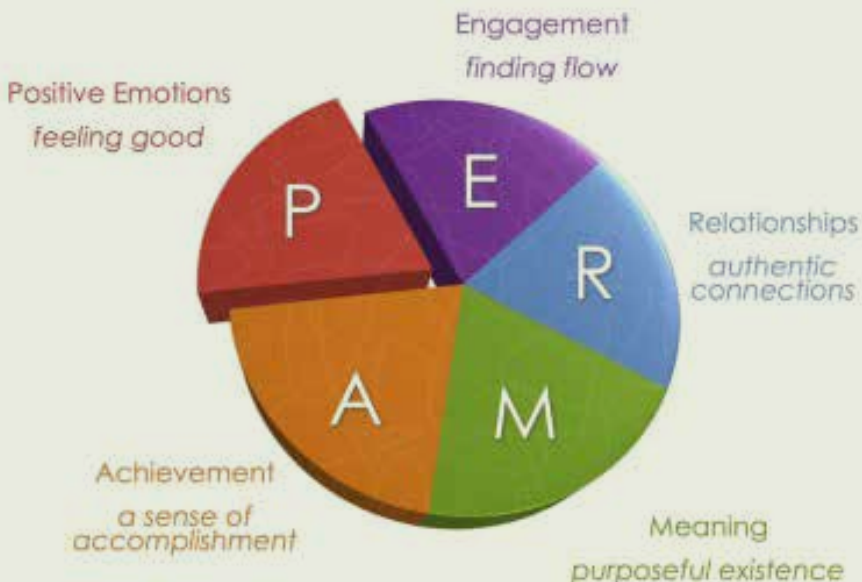 Engagement
finding flow
Positive Emotions
feeling good
P
E
R
Relationships
authentic
connections
A
M
Achievement
a sense of
accomplishment
Meaning
purposeful existence